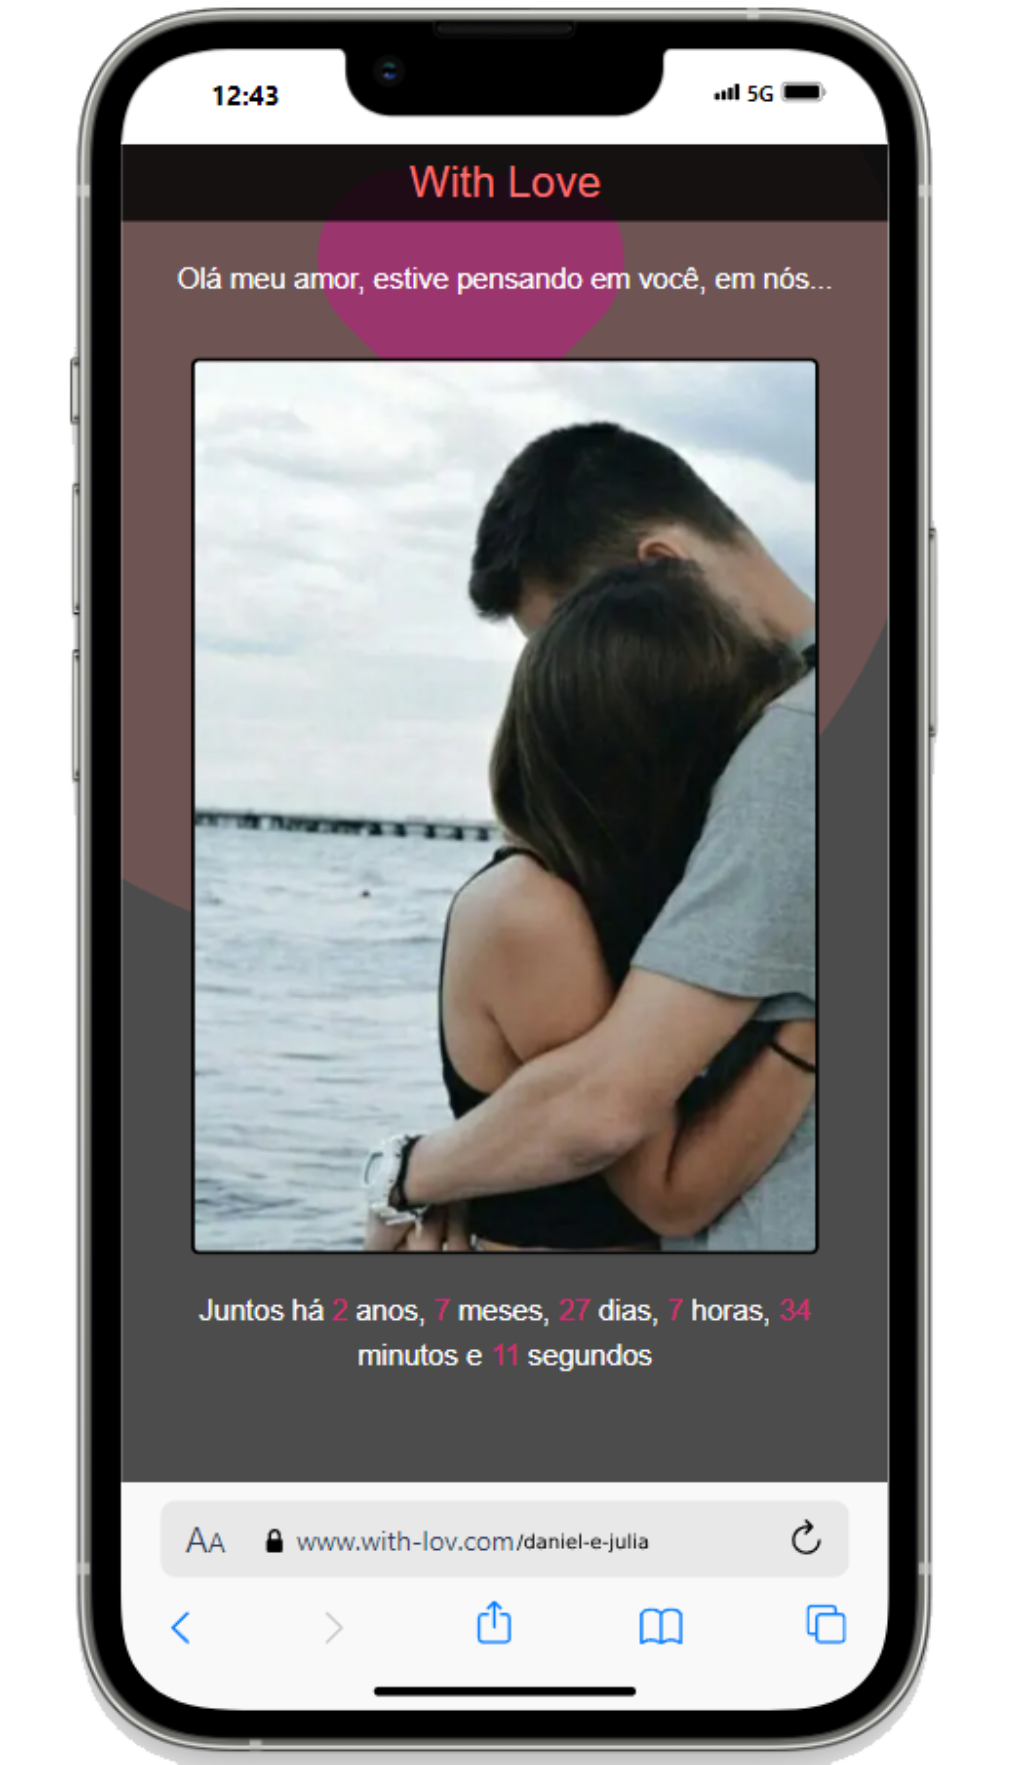 12:43
5G
With Love
Olá meu amor, estive pensando em você, em nós...
Juntos há 2 anos, 7 meses, 27 dias, 7 horas, 34
minutos e 11 segundos
AA www.with-lov.com/daniel-e-julia